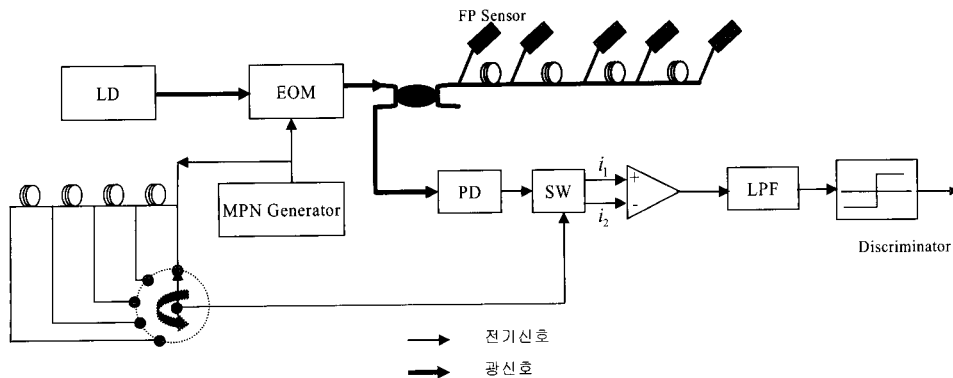 FP Sensor
LD
EOM
MPN Generator
PD
SW
i₁
i₂
+
-
LPF
Discriminator
전기신호
광신호